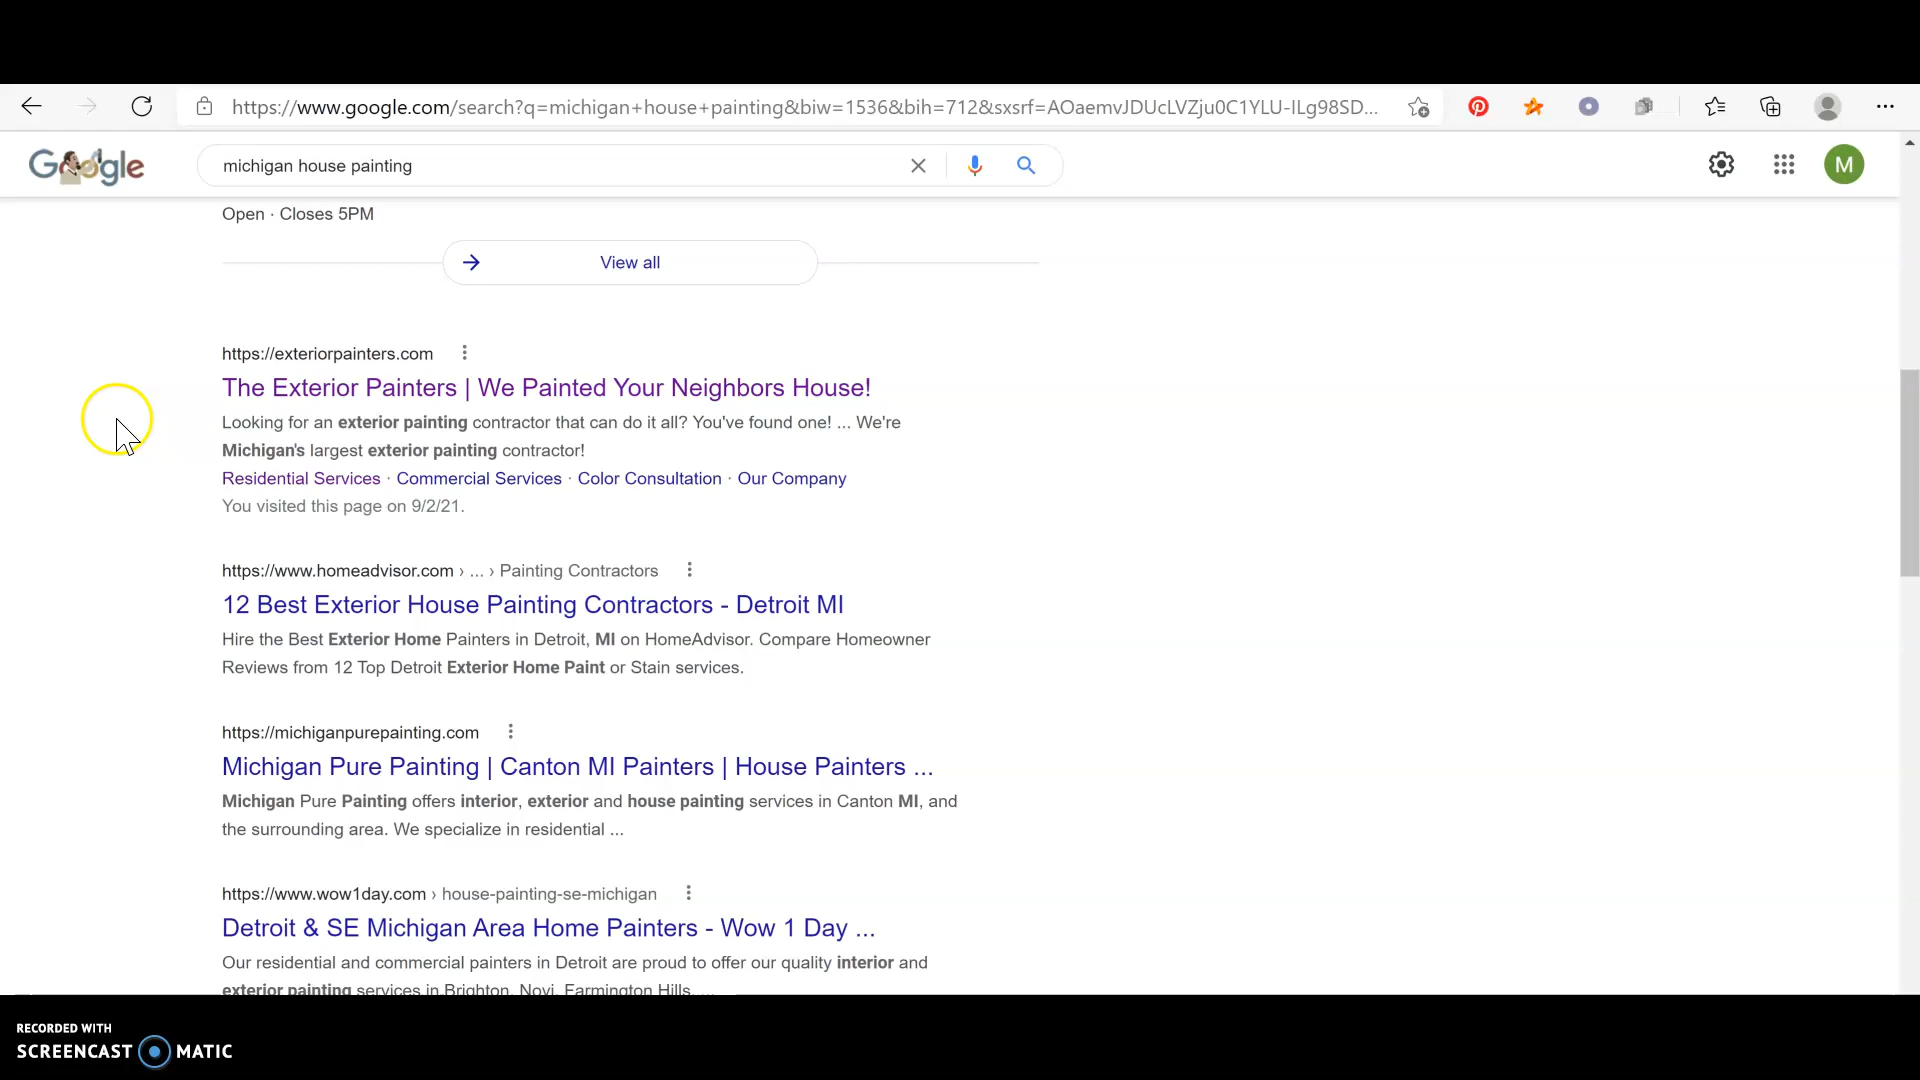 https://www.google.com/search?q=michigan+house+painting&biw=1536&bih=712&sxsrf=AOaemvJDUcLVZju0C1YLU-ILg98SD...
Google
michigan house painting
M
Open · Closes 5PM
View all
https://exteriorpainters.com
The Exterior Painters | We Painted Your Neighbors House!
Looking for an exterior painting contractor that can do it all? You've found one! ... We're
Michigan's largest exterior painting contractor!
Residential Services · Commercial Services · Color Consultation · Our Company
You visited this page on 9/2/21.
https://www.homeadvisor.com › ... › Painting Contractors
12 Best Exterior House Painting Contractors - Detroit MI
Hire the Best Exterior Home Painters in Detroit, MI on HomeAdvisor. Compare Homeowner
Reviews from 12 Top Detroit Exterior Home Paint or Stain services.
https://michiganpurepainting.com
Michigan Pure Painting | Canton MI Painters | House Painters ...
Michigan Pure Painting offers interior, exterior and house painting services in Canton MI, and
the surrounding area. We specialize in residential ...
https://www.wow1day.com › house-painting-se-michigan
Detroit & SE Michigan Area Home Painters - Wow 1 Day ...
Our residential and commercial painters in Detroit are proud to offer our quality interior and
exterior painting services in Brighton, Novi, Farmington Hills, ...
RECORDED WITH
SCREENCAST MATIC